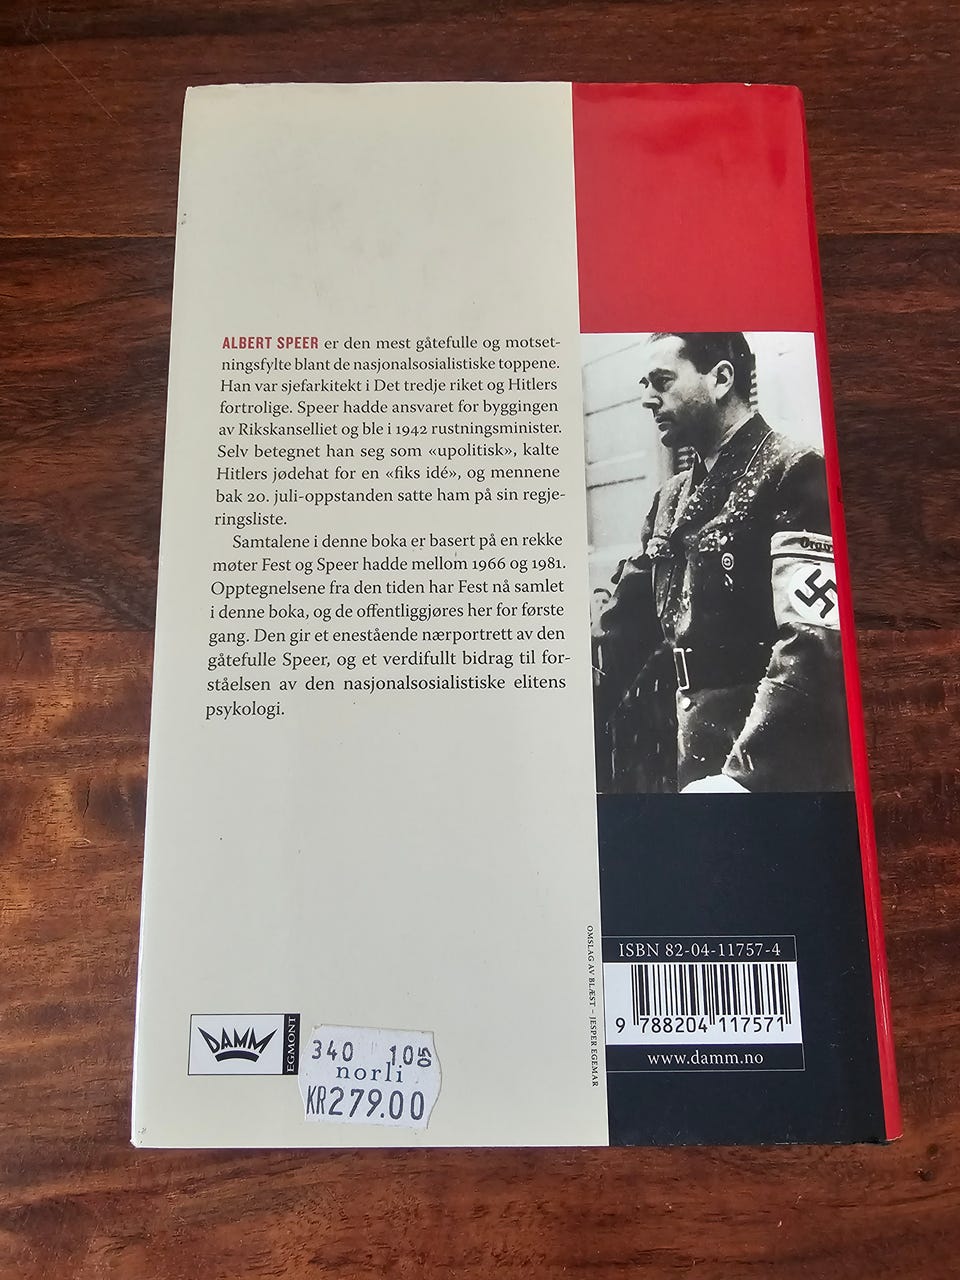 ALBERT SPEER er den mest gåtefulle og motset-
ningsfylte blant de nasjonalsosialistiske toppene.
Han var sjefarkitekt i Det tredje riket og Hitlers
fortrolige. Speer hadde ansvaret for byggingen
av Rikskanselliet og ble i 1942 rustningsminister.
Selv betegnet han seg som «upolitisk», kalte
Hitlers jødehat for en «fiks idé», og mennene
bak 20. juli-oppstanden satte ham på sin regje-
ringsliste.
Samtalene i denne boka er basert på en rekke
møter Fest og Speer hadde mellom 1966 og 1981.
Opptegnelsene fra den tiden har Fest nå samlet
i denne boka, og de offentliggjøres her for første
gang. Den gir et enestående nærportrett av den
gåtefulle Speer, og et verdifullt bidrag til for-
ståelsen av den nasjonalsosialistiske elitens
psykologi.
OMSLAG AV BLÆST – JESPER EGEMAR
ISBN 82-04-11757-4
9 788204 117571
www.damm.no
DAMM
EGMONT
340 1050
norli
KR279.00